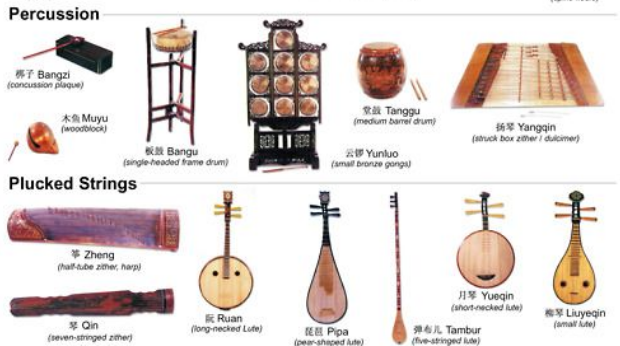 Percussion
梆子 Bangzi
(concussion plaque)
木鱼 Muyu
(woodblock)
板鼓 Bangu
(single-headed frame drum)
云锣 Yunluo
(small bronze gongs)
堂鼓 Tanggu
(medium barrel drum)
扬琴 Yangqin
(struck box zither / dulcimer)
Plucked Strings
筝 Zheng
(half-tube zither, harp)
琴 Qin
(seven-stringed zither)
阮 Ruan
(long-necked Lute)
琵琶 Pipa
(pear-shaped lute)
弹布儿 Tambur
(five-stringed lute)
月琴 Yueqin
(short-necked lute)
柳琴 Liuyeqin
(small lute)